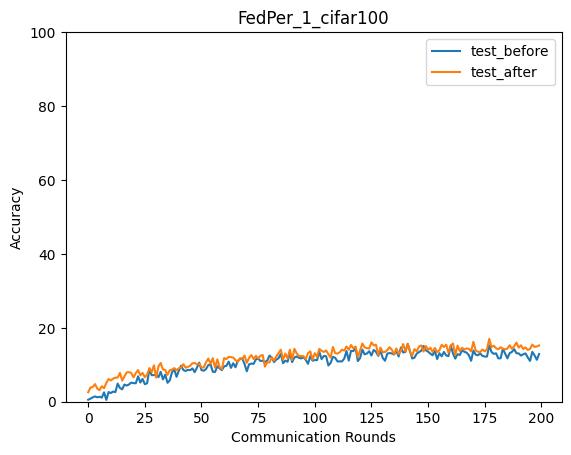 FedPer_1_cifar100
test_before
test_after
100
80
60
40
20
0
Accuracy
0 25 50 75 100 125 150 175 200
Communication Rounds